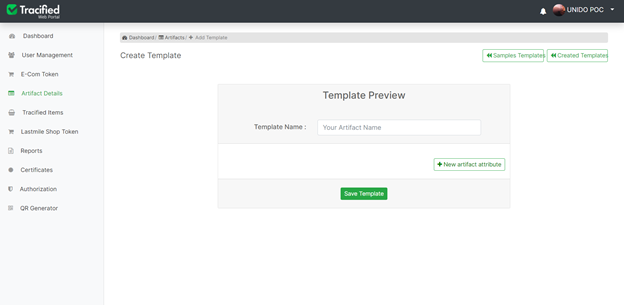 Tracified
Web Portal
UNIDO POC
Dashboard
User Management
E-Com Token
Artifact Details
Tracified Items
Lastmile Shop Token
Reports
Certificates
Authorization
QR Generator
Dashboard / Artifacts / Add Template
Create Template
Samples Templates
Created Templates
Template Preview
Template Name :
Your Artifact Name
New artifact attribute
Save Template